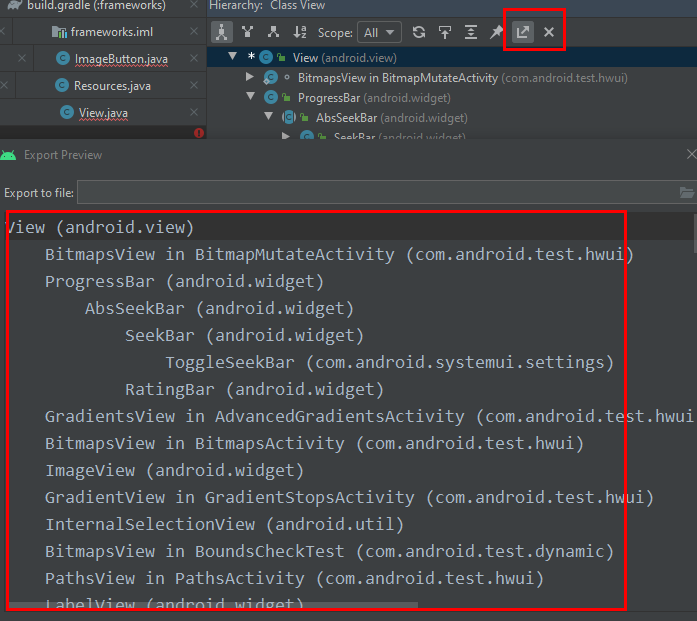 build.gradle (:frameworks)
Hierarchy: Class View
frameworks.iml
Scope: All
ImageButton.java
* View (android.view)
Resources.java
BitmapsView in BitmapMutateActivity (com.android.test.hwui)
ProgressBar (android.widget)
View.java
AbsSeekBar (android.widget)
SeekBar (android.widget)
Export Preview
Export to file:
View (android.view)
BitmapsView in BitmapMutateActivity (com.android.test.hwui)
ProgressBar (android.widget)
AbsSeekBar (android.widget)
SeekBar (android.widget)
ToggleSeekBar (com.android.systemui.settings)
RatingBar (android.widget)
GradientsView in AdvancedGradientsActivity (com.android.test.hwui
BitmapsView in BitmapsActivity (com.android.test.hwui)
ImageView (android.widget)
GradientView in GradientStopsActivity (com.android.test.hwui)
InternalSelectionView (android.util)
BitmapsView in BoundsCheckTest (com.android.test.dynamic)
PathsView in PathsActivity (com.android.test.hwui)
LabelView (android.widget)